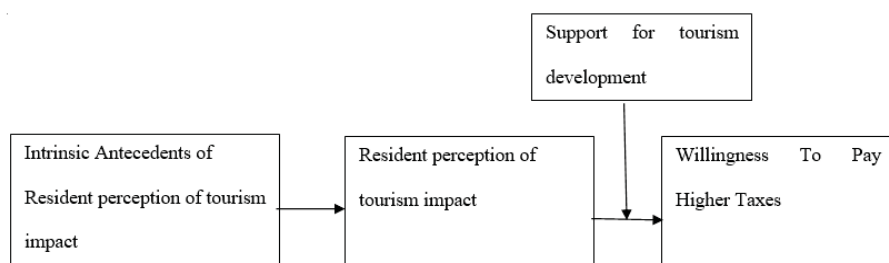 Support for tourism
development
Intrinsic Antecedents of
Resident perception of tourism
impact
Resident perception of
tourism impact
Willingness To Pay
Higher Taxes